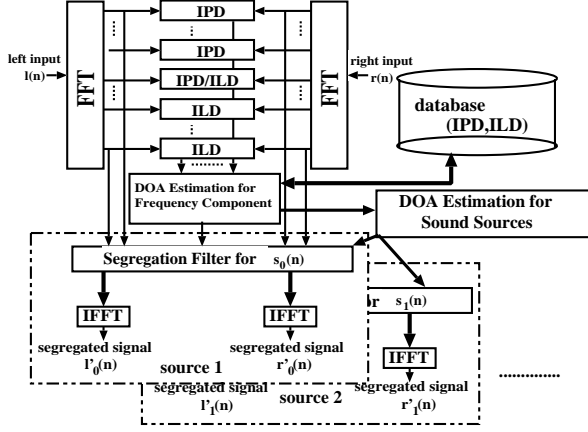 IPD
IPD
IPD/ILD
ILD
ILD
left input
l(n)
FFT
FFT
right input
r(n)
database
(IPD,ILD)
DOA Estimation for
Frequency Component
DOA Estimation for
Sound Sources
Segregation Filter for s0(n)
or s1(n)
IFFT
IFFT
IFFT
segregated signal
l'0(n)
segregated signal
r'0(n)
segregated signal
r'1(n)
source 1
segregated signal
l'1(n)
source 2